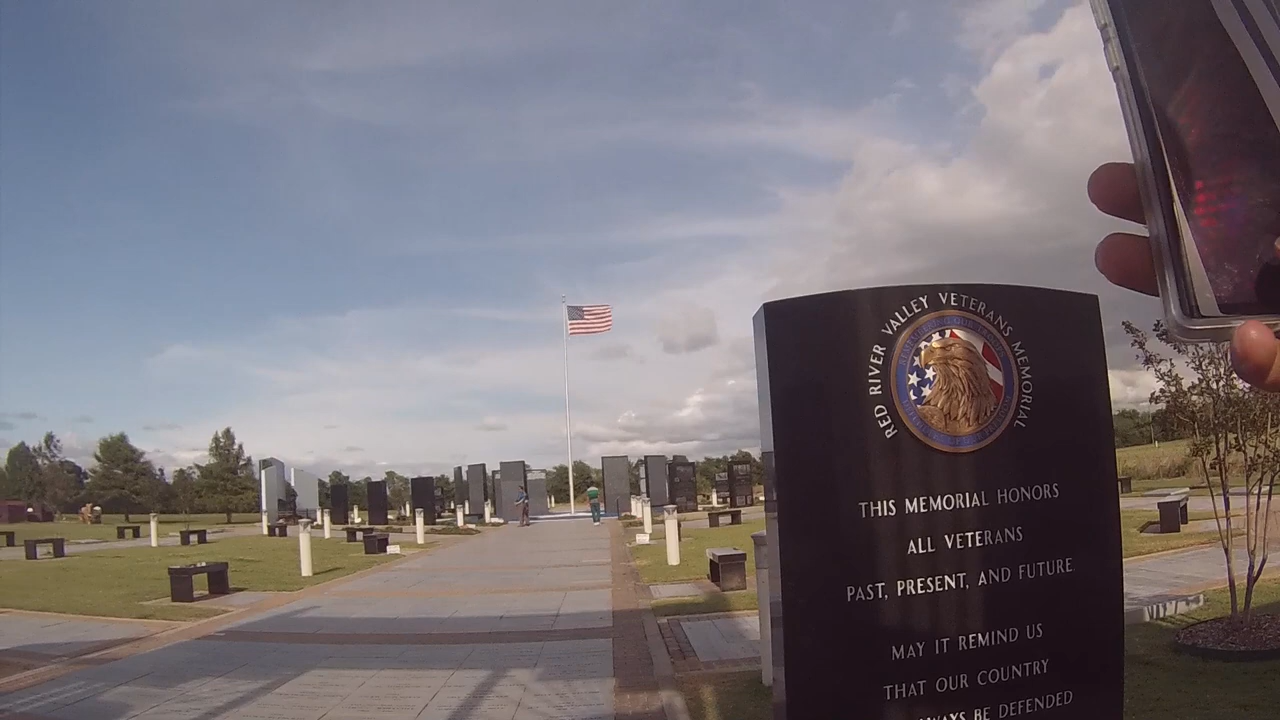 RED RIVER VALLEY VETERANS MEMORIAL
THIS MEMORIAL HONORS
ALL VETERANS
PAST, PRESENT, AND FUTURE
MAY IT REMIND US
THAT OUR COUNTRY
ALWAYS BE DEFENDED